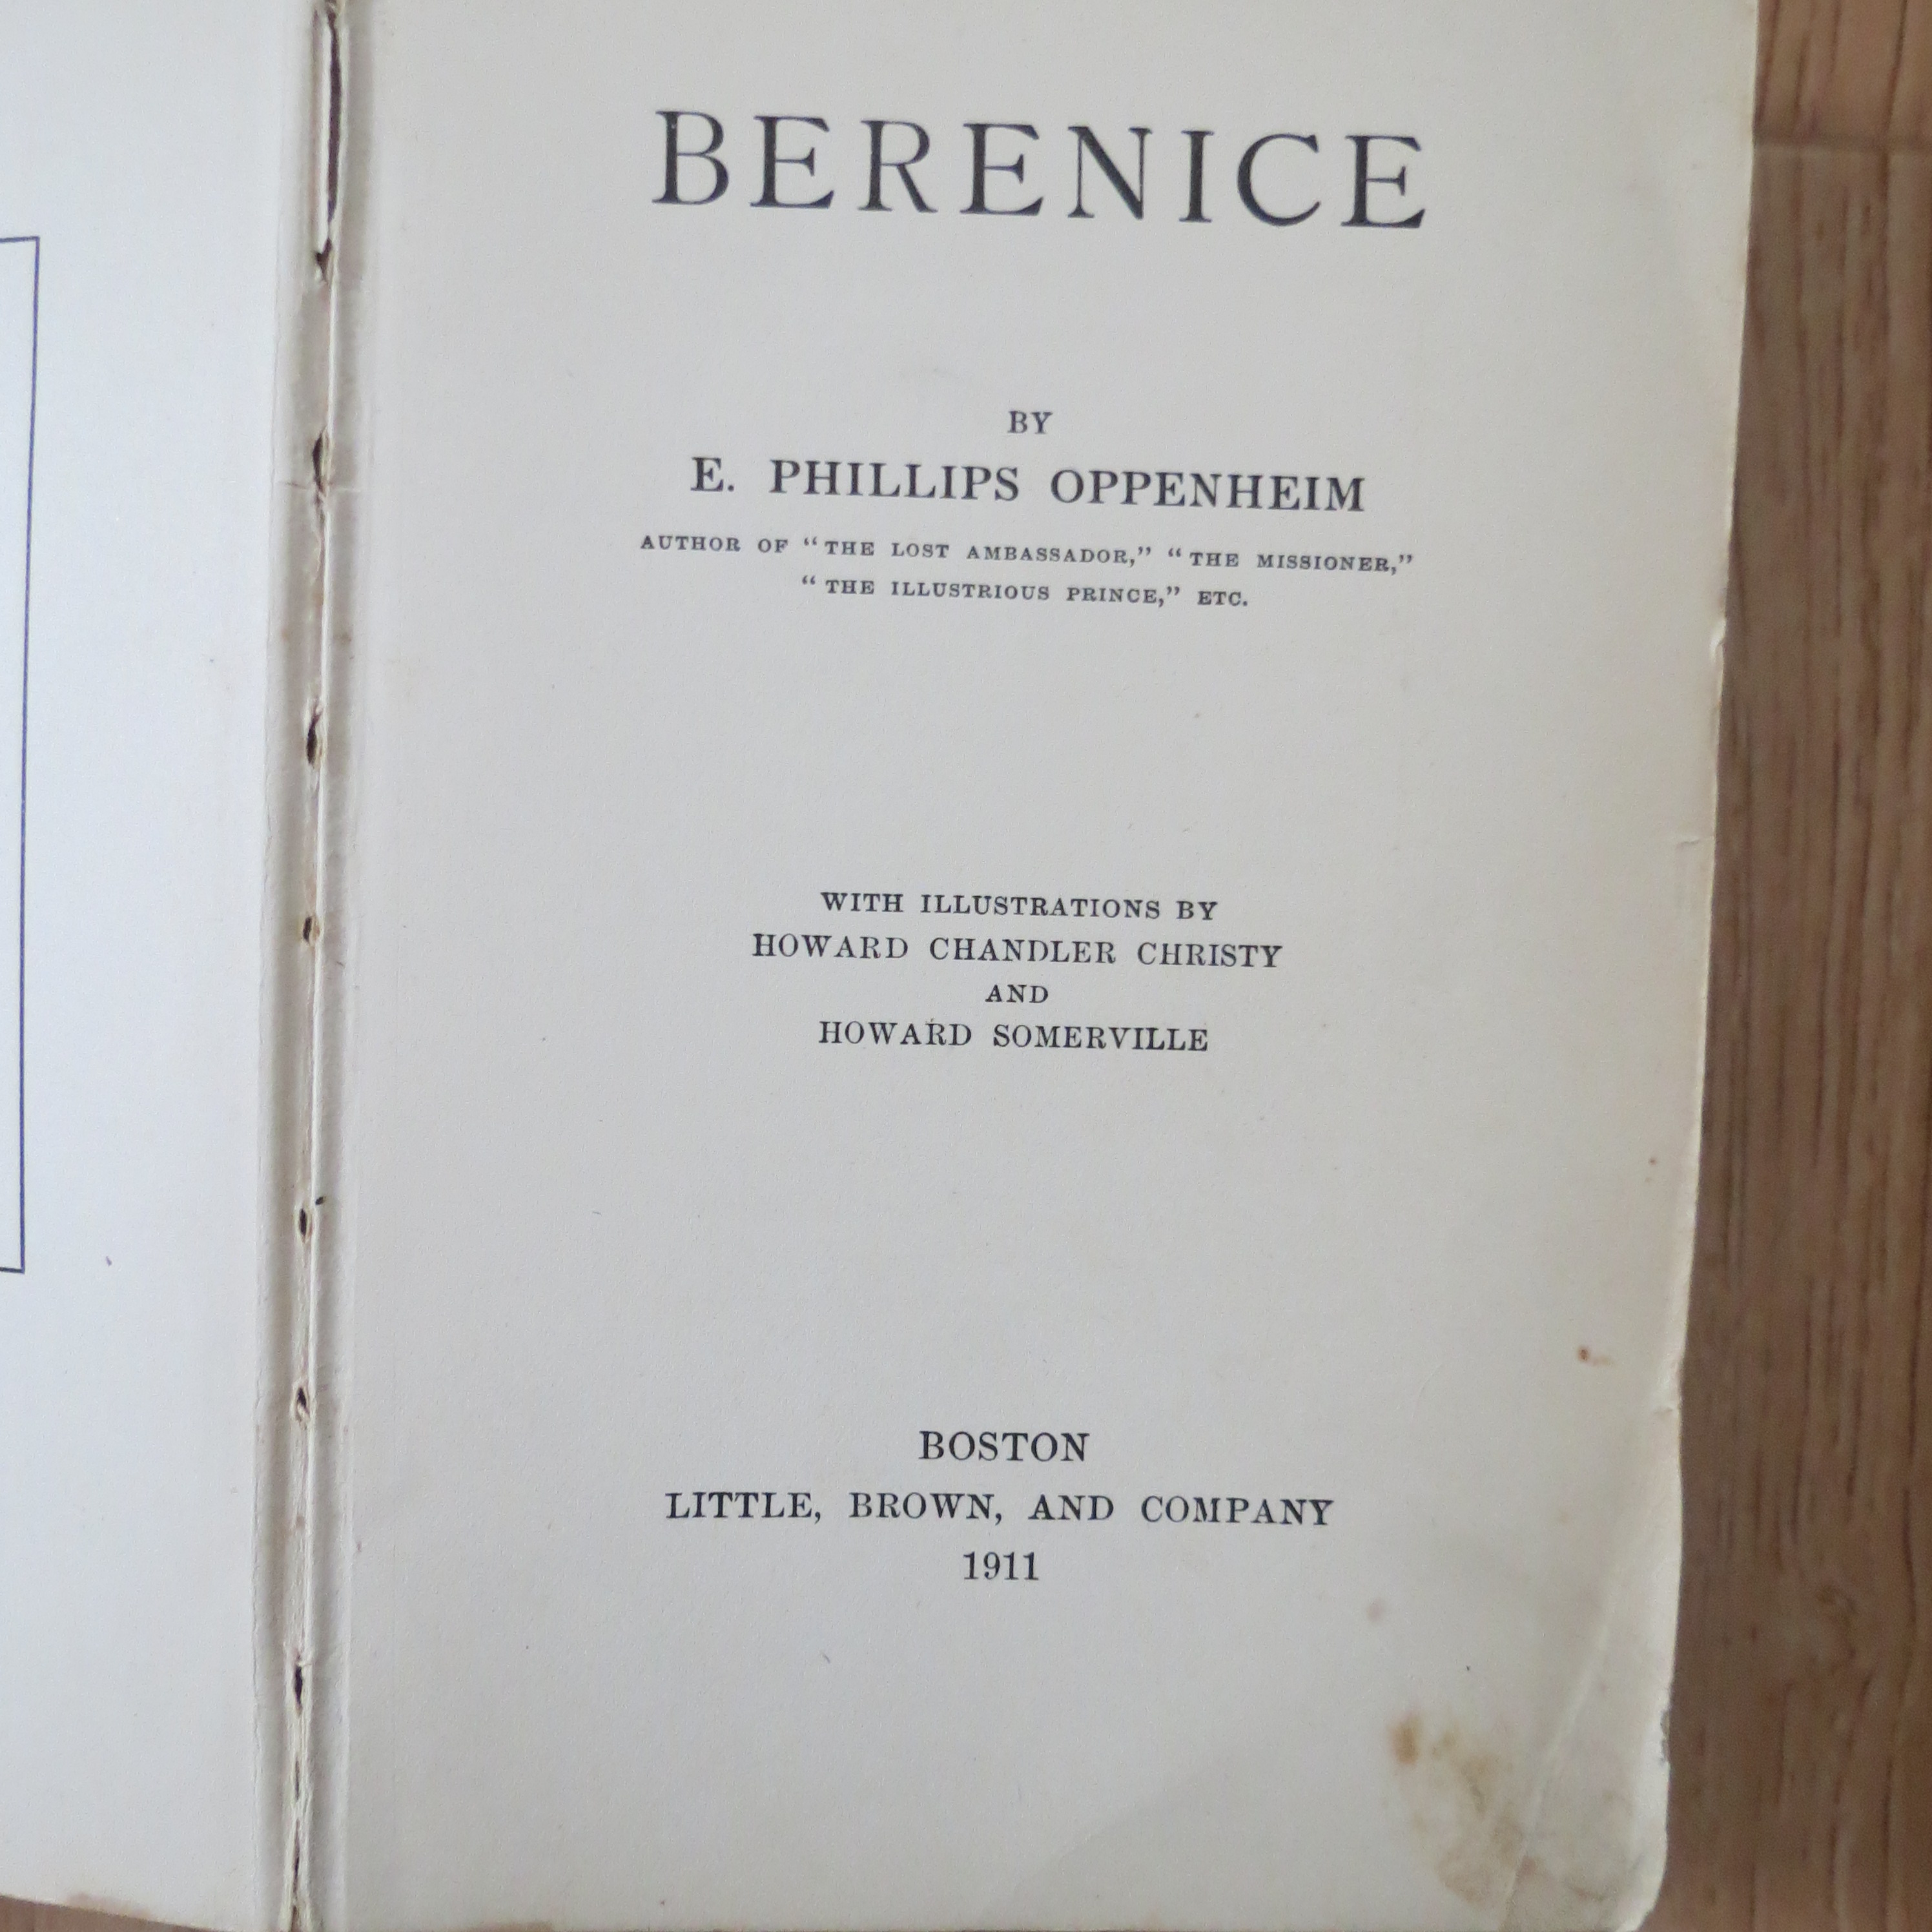 BERENICE
BY
E. PHILLIPS OPPENHEIM
AUTHOR OF “THE LOST AMBASSADOR,” “THE MISSIONER,”
“THE ILLUSTRIOUS PRINCE,” ETC.
WITH ILLUSTRATIONS BY
HOWARD CHANDLER CHRISTY
AND
HOWARD SOMERVILLE
BOSTON
LITTLE, BROWN, AND COMPANY
1911